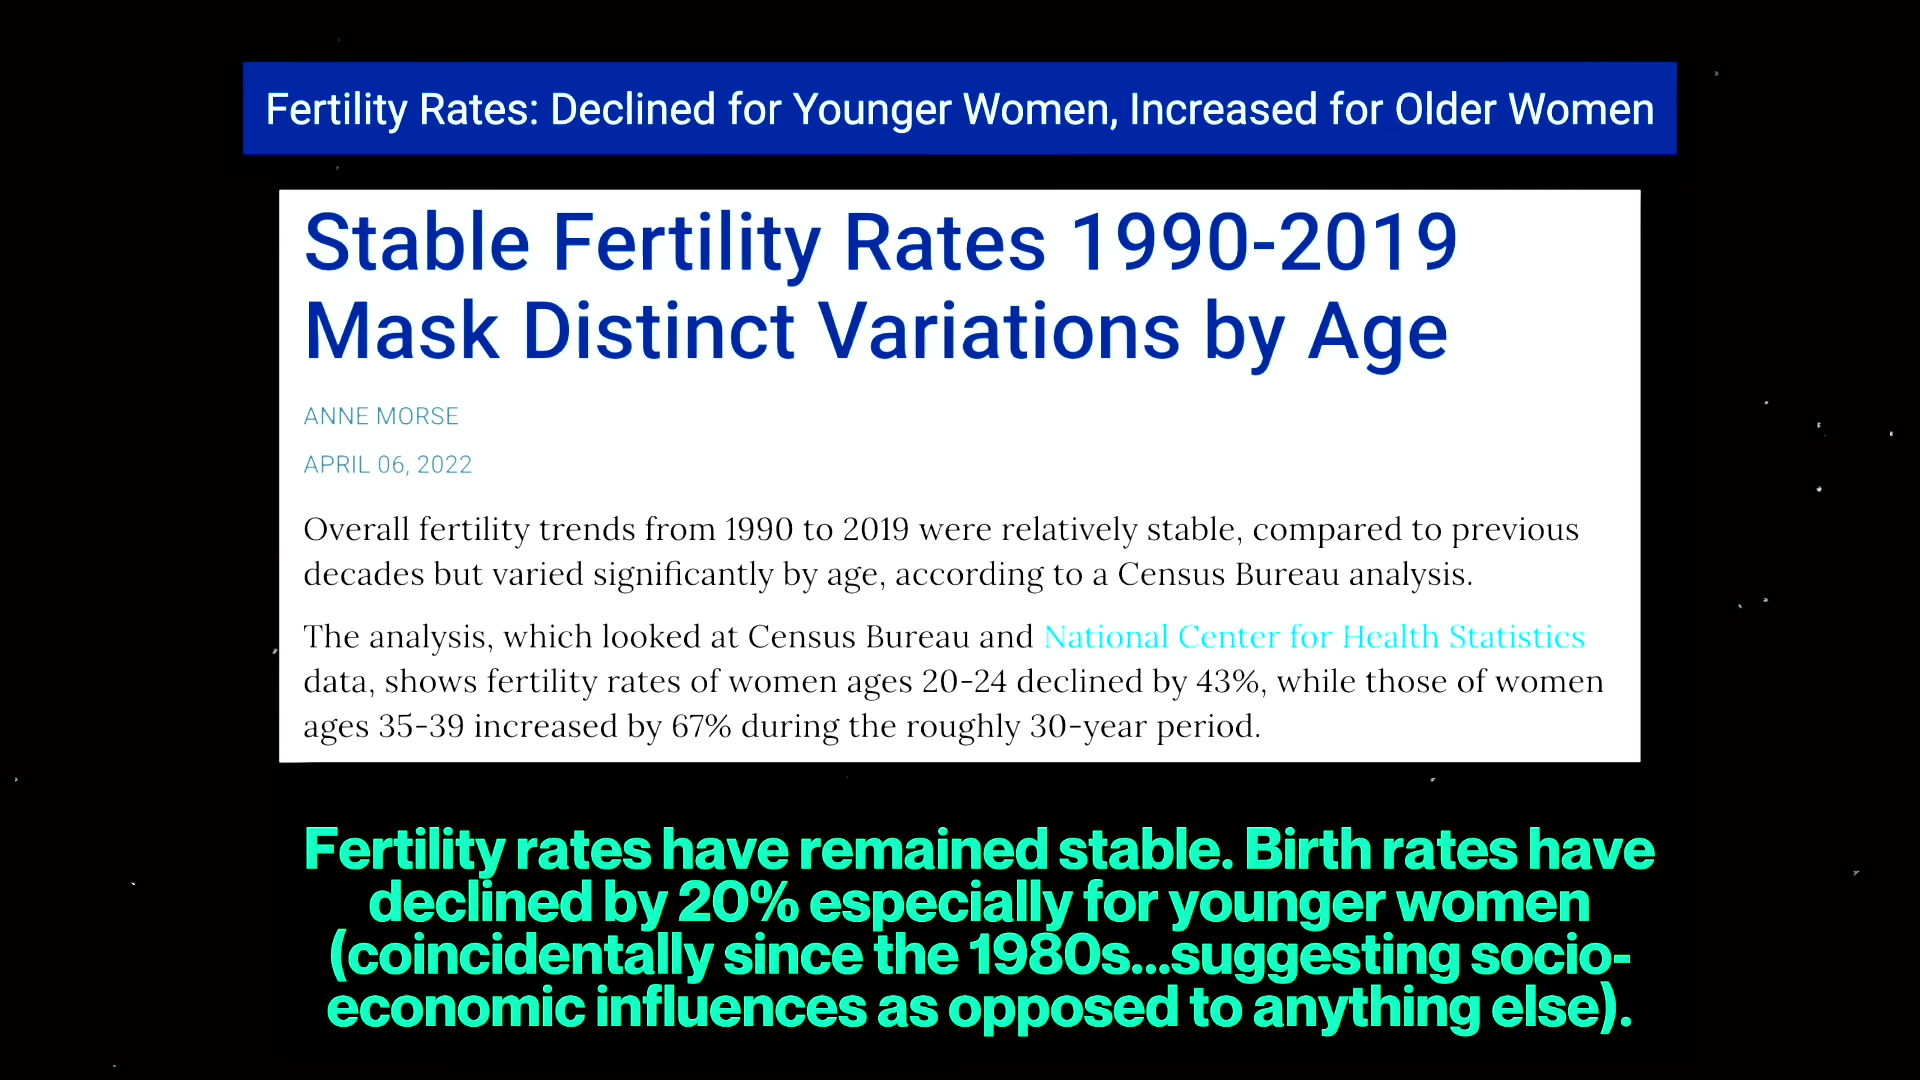 Fertility Rates: Declined for Younger Women, Increased for Older Women
Stable Fertility Rates 1990-2019
Mask Distinct Variations by Age
ANNE MORSE
APRIL 06, 2022
Overall fertility trends from 1990 to 2019 were relatively stable, compared to previous
decades but varied significantly by age, according to a Census Bureau analysis.
The analysis, which looked at Census Bureau and National Center for Health Statistics
data, shows fertility rates of women ages 20-24 declined by 43%, while those of women
ages 35-39 increased by 67% during the roughly 30-year period.
Fertility rates have remained stable. Birth rates have
declined by 20% especially for younger women
(coincidentally since the 1980s...suggesting socio-
economic influences as opposed to anything else).